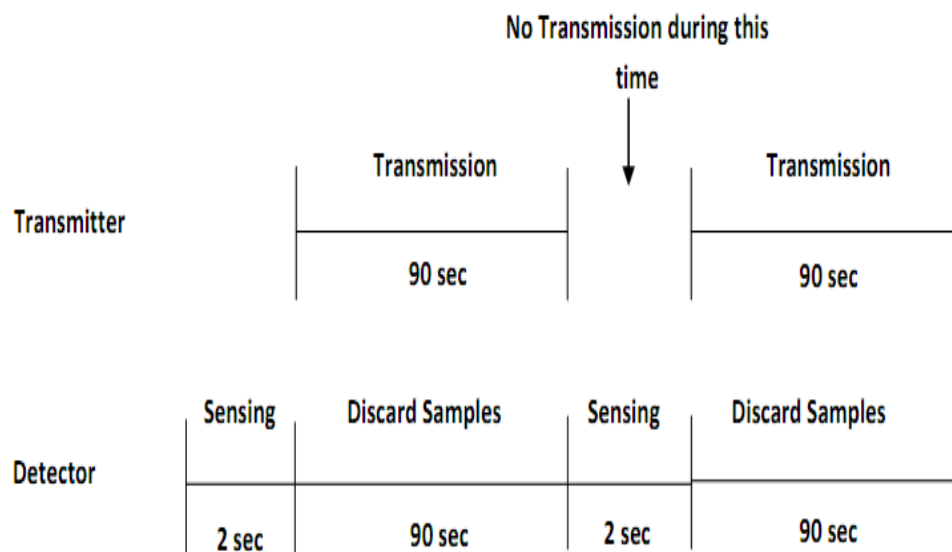 No Transmission during this
time
Transmission
Transmission
Transmitter
90 sec
90 sec
Sensing
Discard Samples
Sensing
Discard Samples
Detector
2 sec
90 sec
2 sec
90 sec